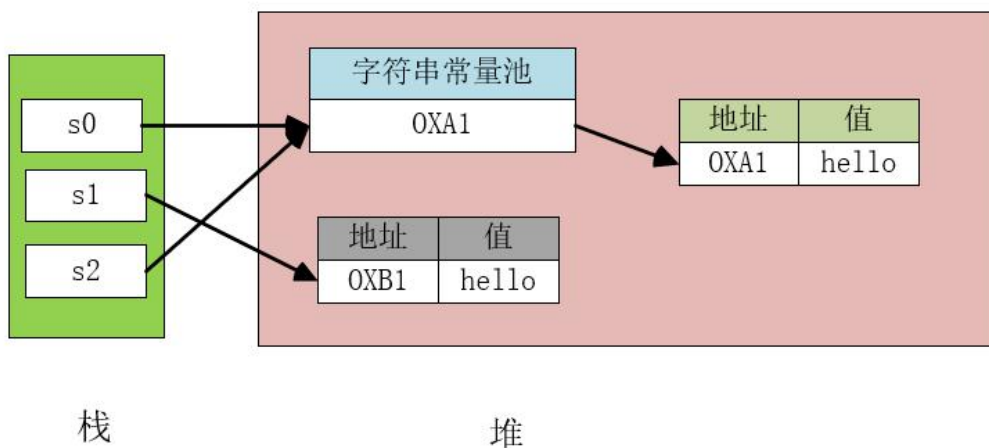 字符串常量池
s0
0XA1
地址 值
0XA1 hello
s1
s2
地址 值
0XB1 hello
栈
堆